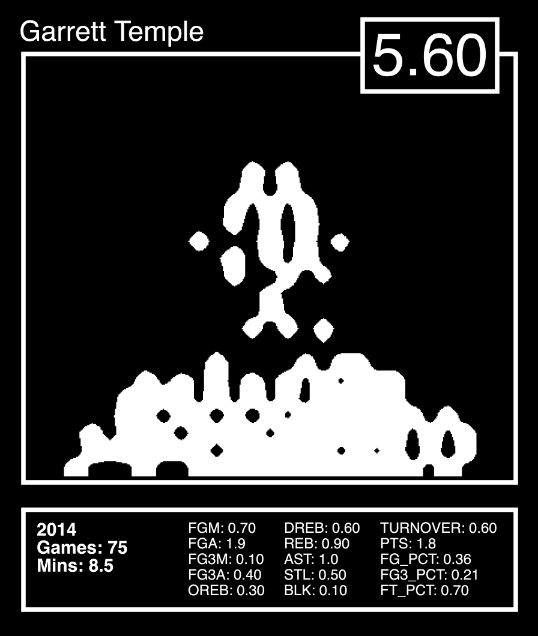 Garrett Temple
5.60
2014
Games: 75
Mins: 8.5
FGM: 0.70
FGA: 1.9
FG3M: 0.10
FG3A: 0.40
OREB: 0.30
DREB: 0.60
REB: 0.90
AST: 1.0
STL: 0.50
BLK: 0.10
TURNOVER: 0.60
PTS: 1.8
FG_PCT: 0.36
FG3_PCT: 0.21
FT_PCT: 0.70